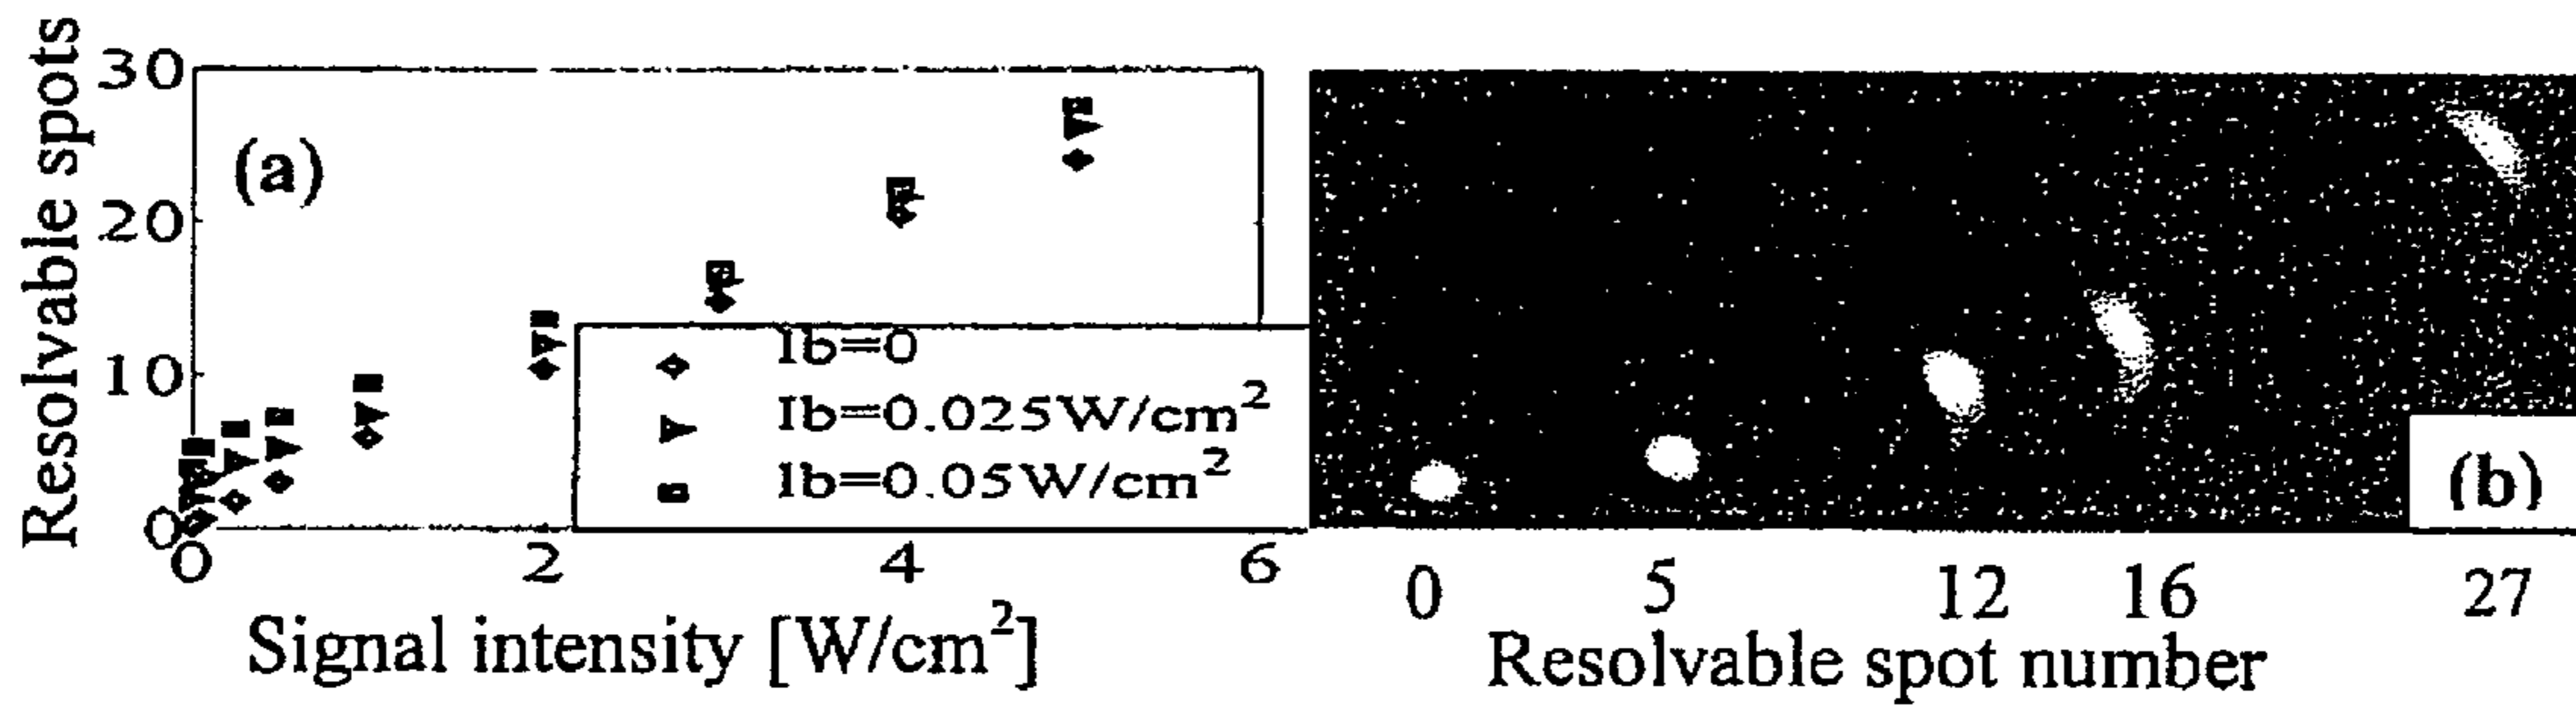 Resolvable spots
30
20
10
0
(a)
Ib=0
Ib=0.025W/cm²
Ib=0.05W/cm²
0 2 4 6
Signal intensity [W/cm²]
(b)
0 5 12 16 27
Resolvable spot number